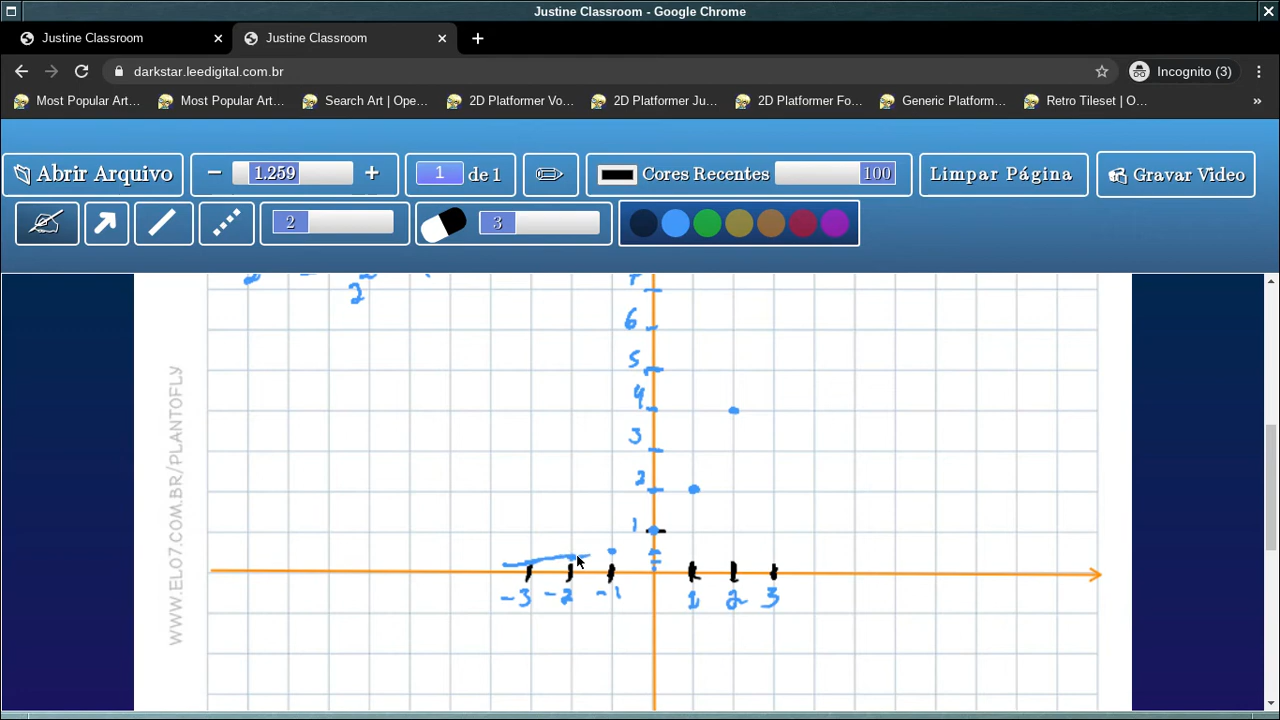 Justine Classroom - Google Chrome
Justine Classroom
Justine Classroom
darkstar.leedigital.com.br
Incognito (3)
Most Popular Art…
Most Popular Art…
Search Art | Ope…
2D Platformer Vo…
2D Platformer Ju…
2D Platformer Fo…
Generic Platform…
Retro Tileset | O…
»
Abrir Arquivo
− 1.259 +
1 de 1
Cores Recentes 100
Limpar Página
Gravar Video
2
3
2
6
5
4
3
2
1
-3 -2 -1 1 2 3
WWW.ELO7.COM.BR/PLANTOFLY